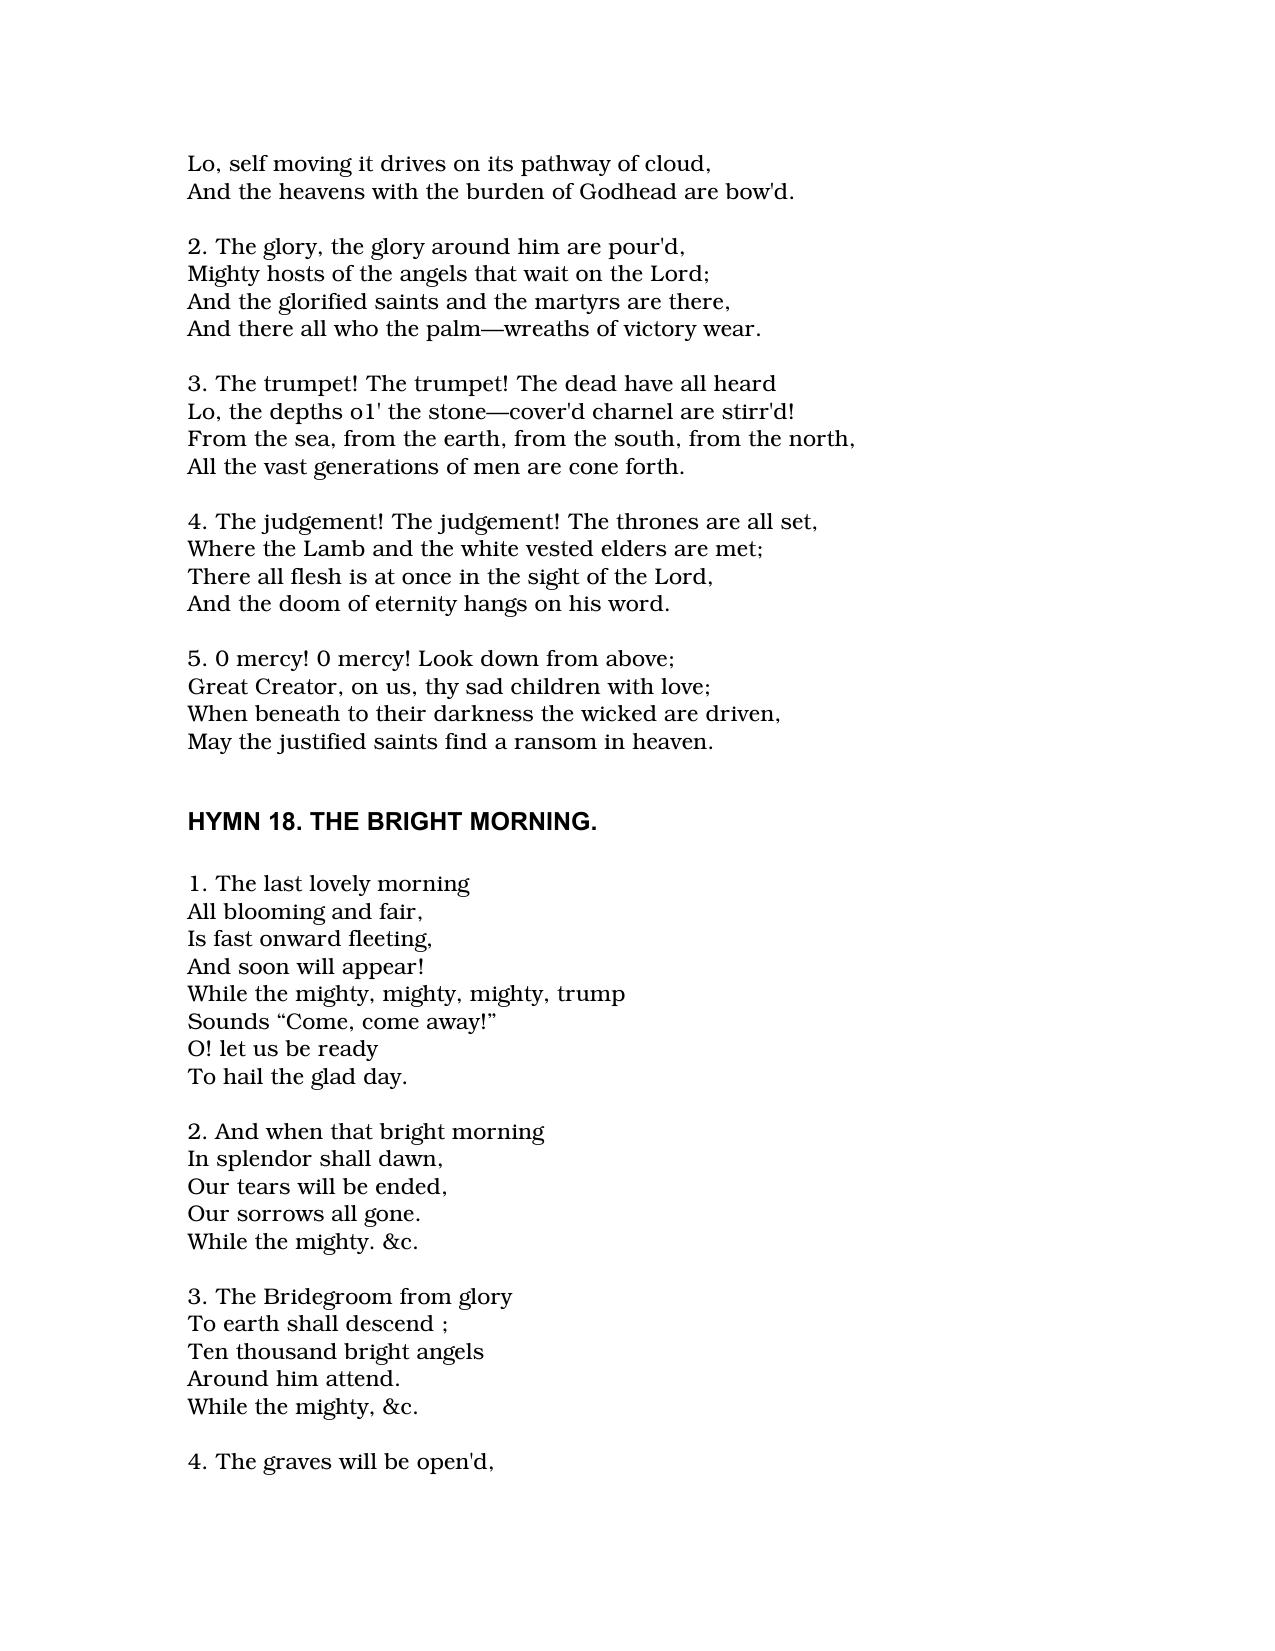 Lo, self moving it drives on its pathway of cloud,
And the heavens with the burden of Godhead are bow'd.
2. The glory, the glory around him are pour'd,
Mighty hosts of the angels that wait on the Lord;
And the glorified saints and the martyrs are there,
And there all who the palm—wreaths of victory wear.
3. The trumpet! The trumpet! The dead have all heard
Lo, the depths o1' the stone—cover'd charnel are stirr'd!
From the sea, from the earth, from the south, from the north,
All the vast generations of men are cone forth.
4. The judgement! The judgement! The thrones are all set,
Where the Lamb and the white vested elders are met;
There all flesh is at once in the sight of the Lord,
And the doom of eternity hangs on his word.
5. 0 mercy! 0 mercy! Look down from above;
Great Creator, on us, thy sad children with love;
When beneath to their darkness the wicked are driven,
May the justified saints find a ransom in heaven.
HYMN 18. THE BRIGHT MORNING.
1. The last lovely morning
All blooming and fair,
Is fast onward fleeting,
And soon will appear!
While the mighty, mighty, mighty, trump
Sounds “Come, come away!”
O! let us be ready
To hail the glad day.
2. And when that bright morning
In splendor shall dawn,
Our tears will be ended,
Our sorrows all gone.
While the mighty. &c.
3. The Bridegroom from glory
To earth shall descend ;
Ten thousand bright angels
Around him attend.
While the mighty, &c.
4. The graves will be open'd,